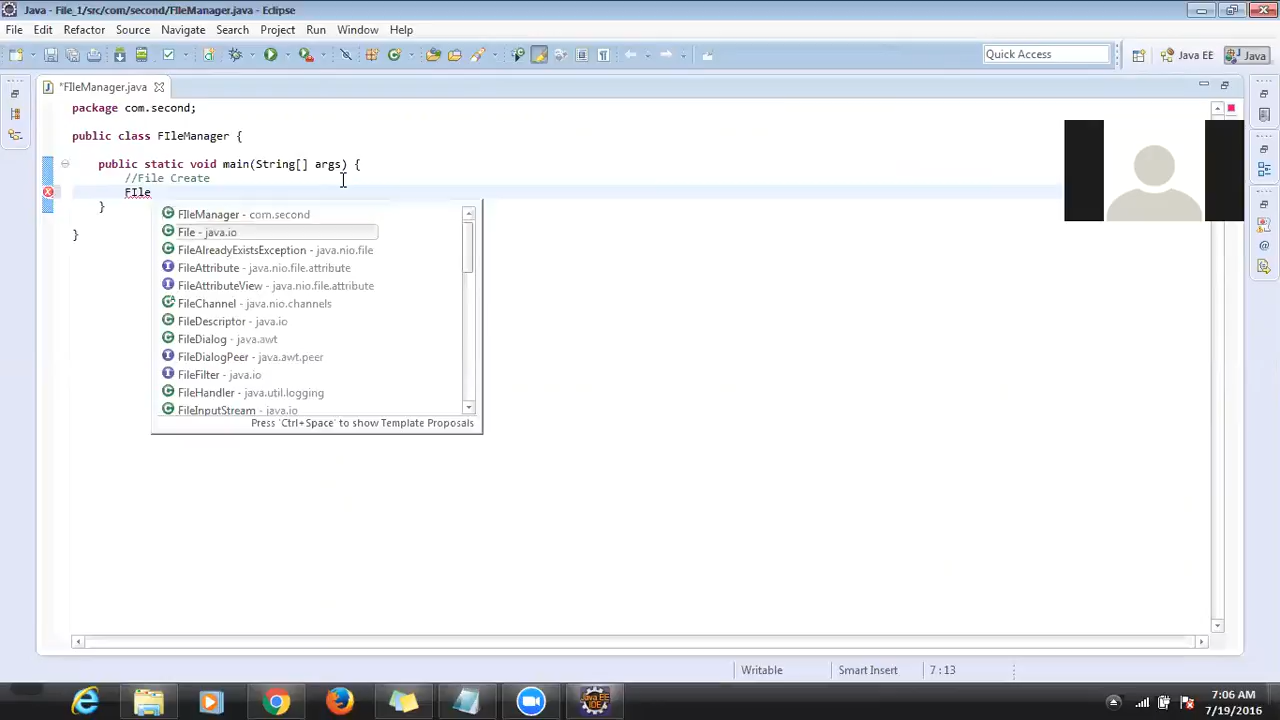 Java - File_1/src/com/second/FIleManager.java - Eclipse
File Edit Refactor Source Navigate Search Project Run Window Help
Quick Access Java EE Java
*FIleManager.java
package com.second;
public class FIleManager {
public static void main(String[] args) {
//File Create
FIle
}
}
FIleManager - com.second
File - java.io
FileAlreadyExistsException - java.nio.file
FileAttribute - java.nio.file.attribute
FileAttributeView - java.nio.file.attribute
FileChannel - java.nio.channels
FileDescriptor - java.io
FileDialog - java.awt
FileDialogPeer - java.awt.peer
FileFilter - java.io
FileHandler - java.util.logging
FileInputStream - java.io
Press 'Ctrl+Space' to show Template Proposals
Writable Smart Insert 7 : 13
Java EE
IDE
7:06 AM
7/19/2016